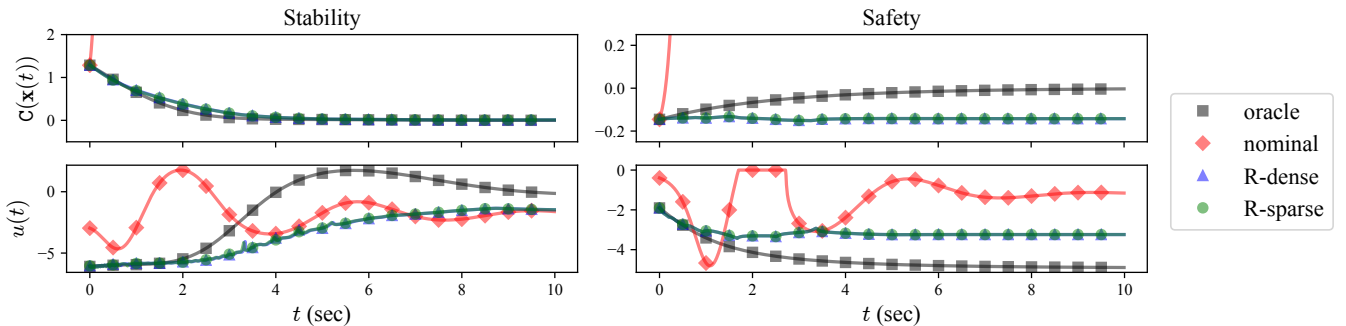 Stability
Safety
C(x(t))
2
1
0
0.2
0.0
−0.2
u(t)
0
−5
0
−2
−4
0 2 4 6 8 10
0 2 4 6 8 10
t (sec)
t (sec)
oracle
nominal
R-dense
R-sparse